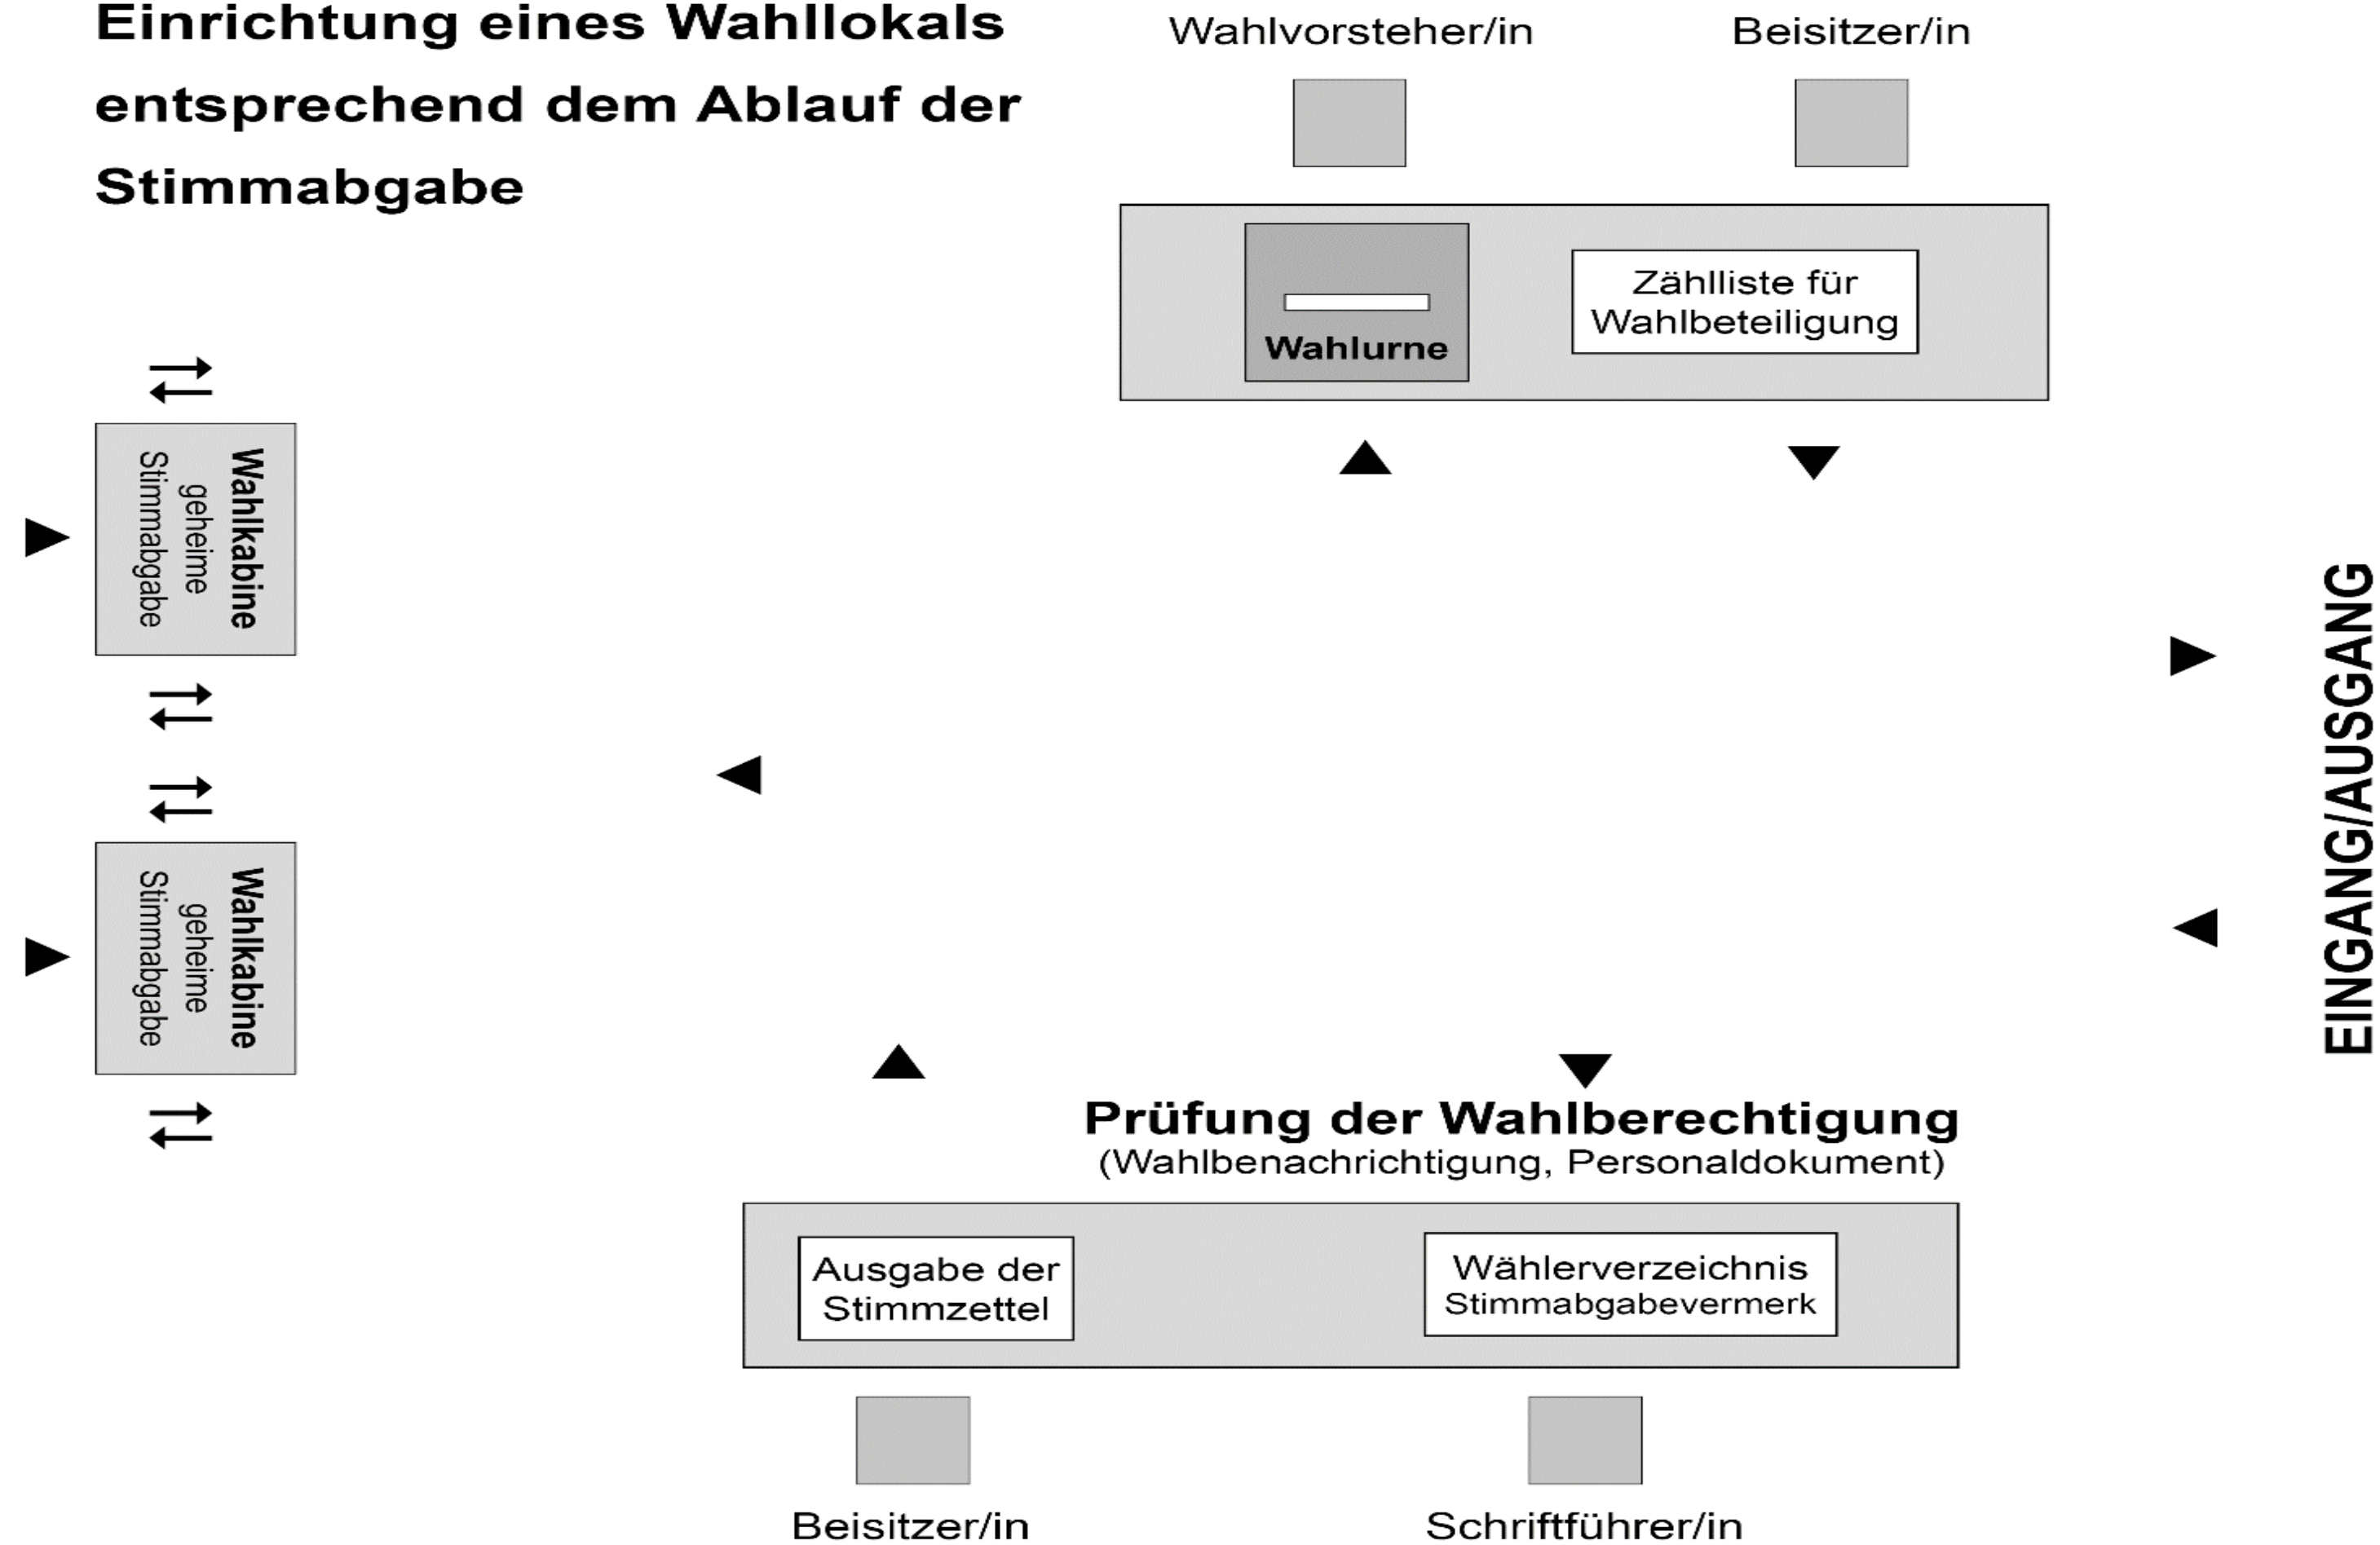 Einrichtung eines Wahllokals
entsprechend dem Ablauf der
Stimmabgabe
Wahlvorsteher/in
Beisitzer/in
Wahlurne
Zählliste für
Wahlbeteiligung
Wahlkabine
geheime
Stimmabgabe
Wahlkabine
geheime
Stimmabgabe
EINGANG/AUSGANG
Prüfung der Wahlberechtigung
(Wahlbenachrichtigung, Personaldokument)
Ausgabe der
Stimmzettel
Wählerverzeichnis
Stimmabgabevermerk
Beisitzer/in
Schriftführer/in